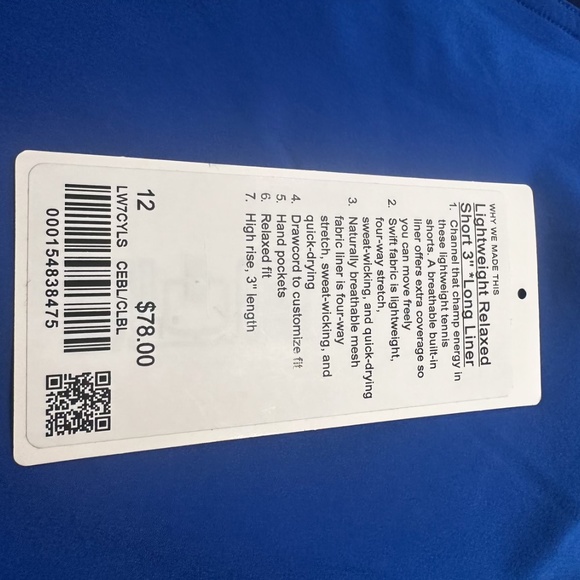 WHY WE MADE THIS
Lightweight Relaxed
Short 3" *Long Liner
1. Channel that champ energy in
these lightweight tennis
shorts. A breathable built-in
liner offers extra coverage so
you can move freely
2. Swift fabric is lightweight,
four-way stretch,
sweat-wicking, and quick-drying
3. Naturally breathable mesh
fabric liner is four-way
stretch, sweat-wicking, and
quick-drying
4. Drawcord to customize fit
5. Hand pockets
6. Relaxed fit
7. High rise, 3" length
12 $78.00
LW7CYLS CEBL/CLBL
000154838475